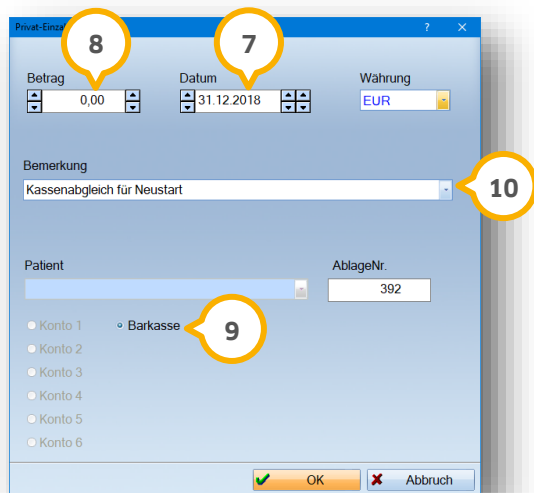 Privat-Einza
?
8
7
Betrag
Datum
Währung
0,00
31.12.2018
EUR
Bemerkung
Kassenabgleich für Neustart
10
Patient
AblageNr.
392
Konto 1
Barkasse
9
Konto 2
Konto 3
Konto 4
Konto 5
Konto 6
OK
Abbruch